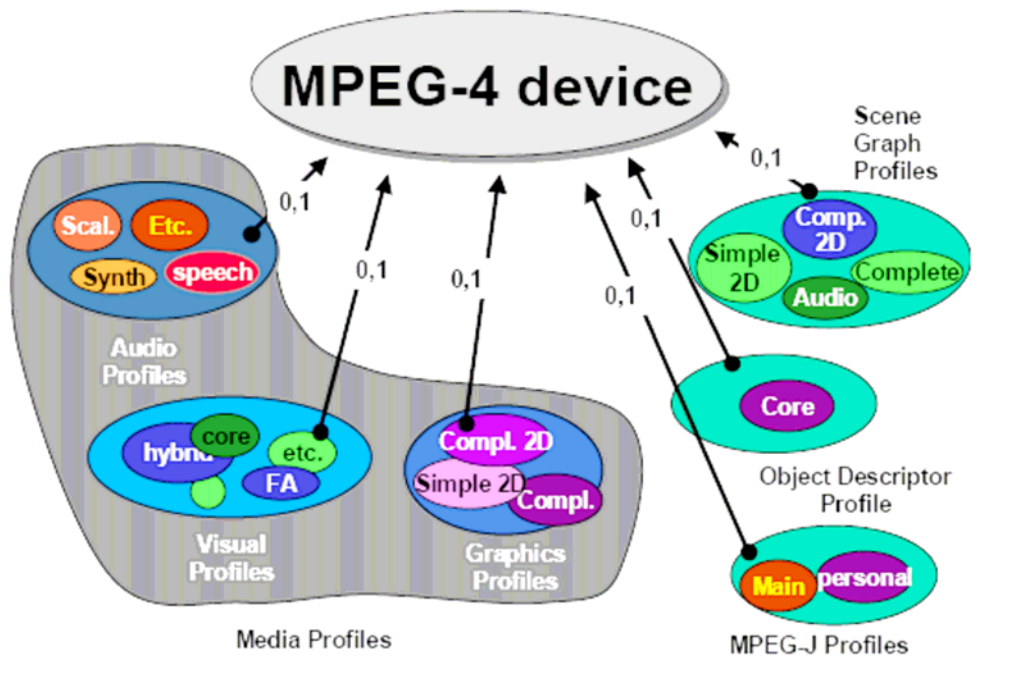 MPEG-4 device
Scene
Graph
Profiles
0,1
0,1
0,1
0,1
0,1
0,1
Scal.
Etc.
Synth
speech
Audio
Profiles
Comp.
2D
Simple
2D
Complete
Audio
Core
Object Descriptor
Profile
hybrid
core
etc.
FA
Visual
Profiles
Compl. 2D
Simple 2D
Compl.
Graphics
Profiles
Main
personal
Media Profiles
MPEG-J Profiles